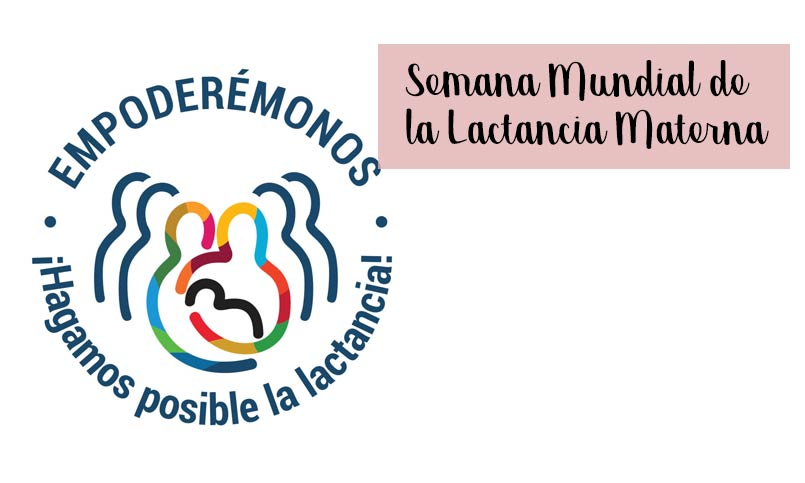 EMPODERÉMONOS
¡Hagamos posible la lactancia!
Semana Mundial de
la Lactancia Materna